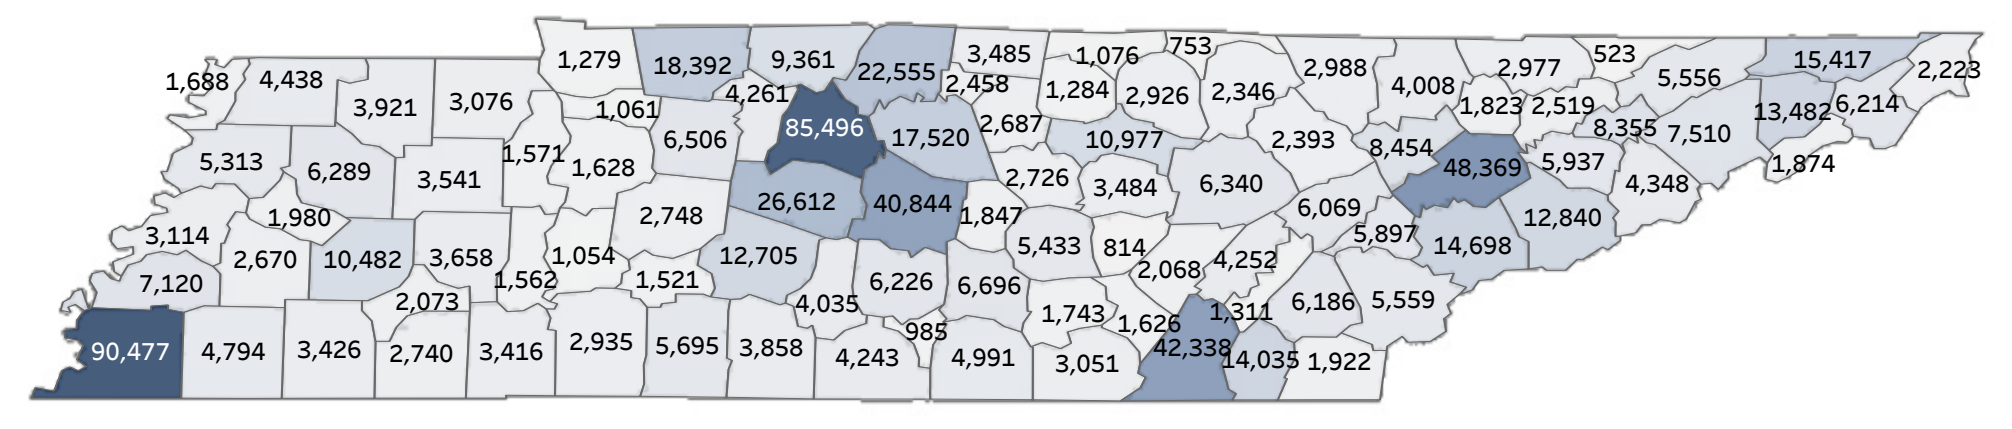 1,279 18,392 9,361 22,555 3,485 1,076 753 523 15,417
1,688 4,438 3,921 3,076 1,061 4,261 2,458 1,284 2,926 2,346 2,988 4,008 2,977 5,556 2,223
85,496 17,520 2,687 10,977 2,393 1,823 2,519 8,355 7,510 13,482 6,214
5,313 6,289 3,541 1,571 1,628 6,506 2,726 3,484 6,340 8,454 48,369 5,937 4,348 1,874
3,114 1,980 2,748 26,612 40,844 1,847 5,433 814 6,069 5,897 14,698 12,840
7,120 2,670 10,482 3,658 1,562 1,054 1,521 12,705 6,226 6,696 2,068 4,252
2,073 4,035 985 1,743 1,626 1,311 6,186 5,559
90,477 4,794 3,426 2,740 3,416 2,935 5,695 3,858 4,243 4,991 3,051 42,338 14,035 1,922